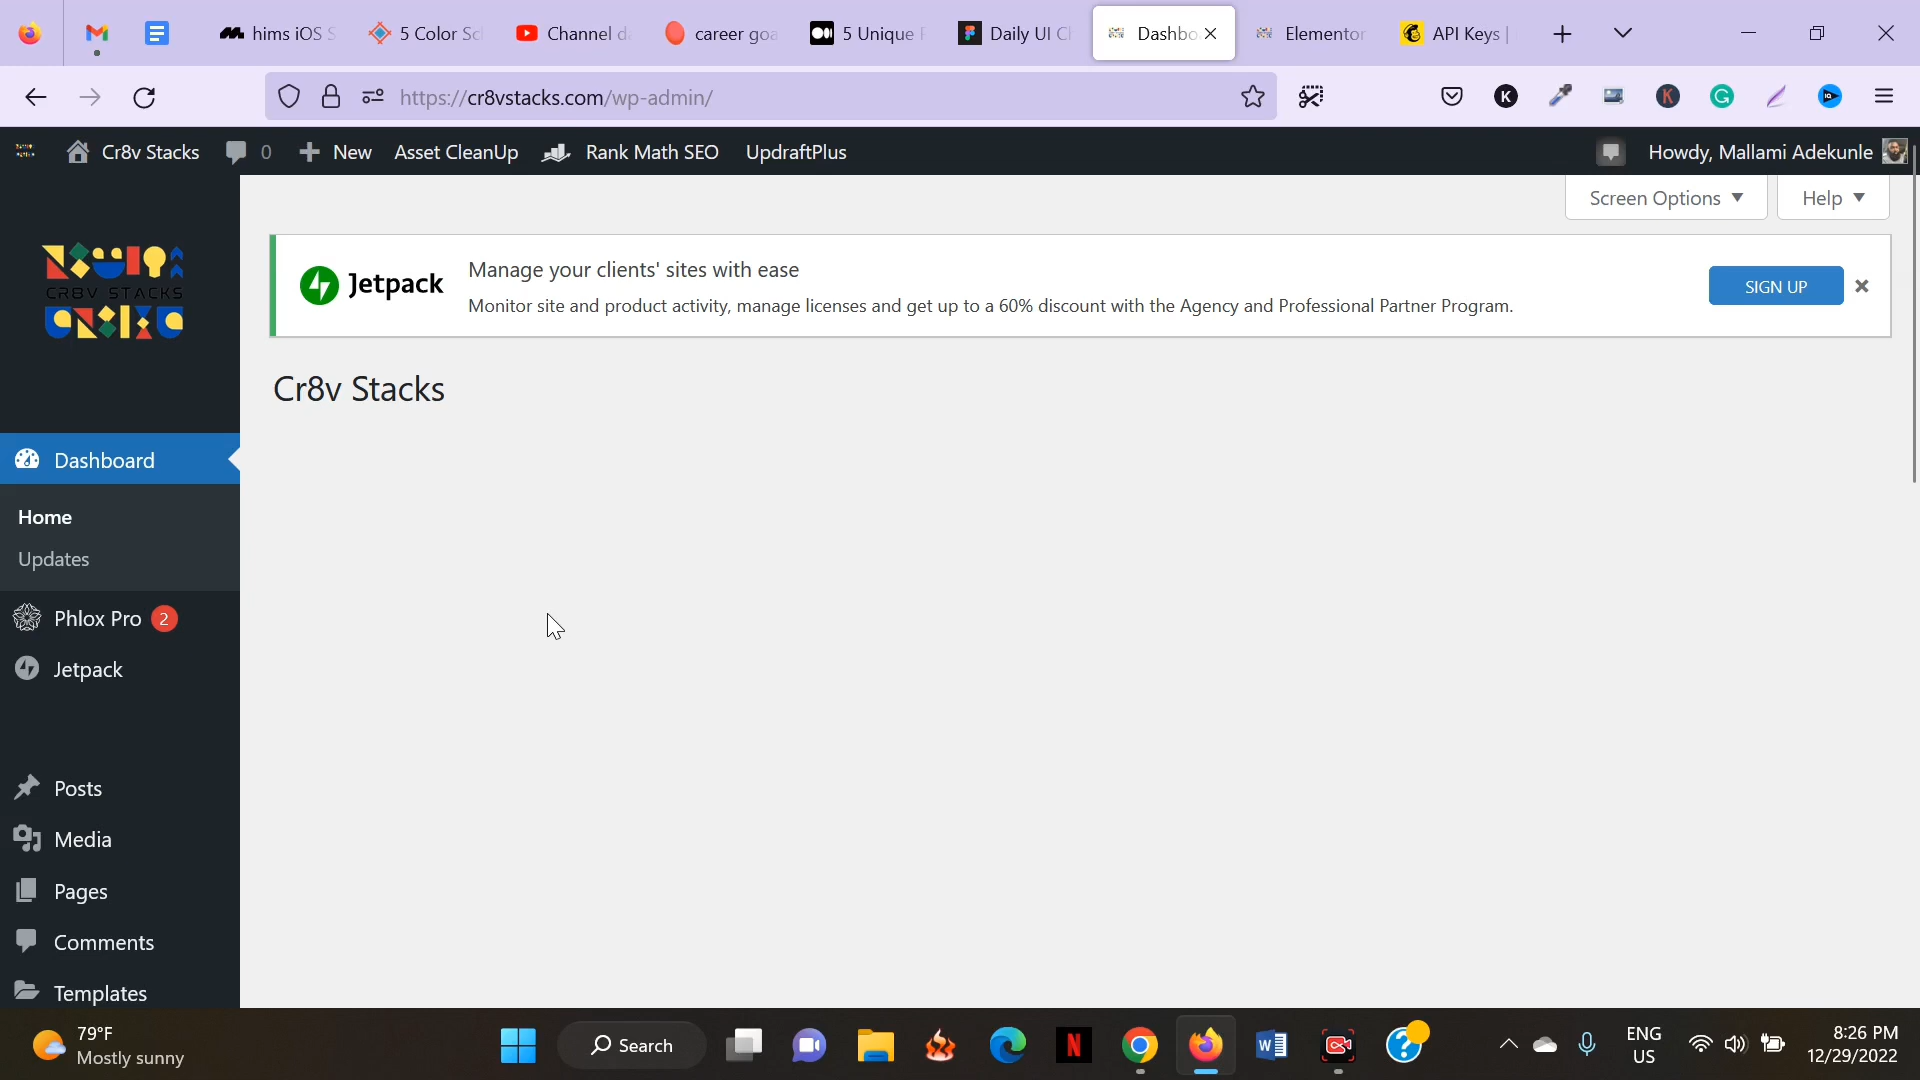 hims iOS S
5 Color Sc
Channel da
career goa
5 Unique F
Daily UI Ch
Dashbo
Elementor
API Keys |
https://cr8vstacks.com/wp-admin/
Cr8v Stacks
0
New
Asset CleanUp
Rank Math SEO
UpdraftPlus
Howdy, Mallami Adekunle
Screen Options
Help
CR8V STACKS
Jetpack
Manage your clients' sites with ease
Monitor site and product activity, manage licenses and get up to a 60% discount with the Agency and Professional Partner Program.
SIGN UP
Cr8v Stacks
Dashboard
Home
Updates
Phlox Pro 2
Jetpack
Posts
Media
Pages
Comments
Templates
79°F
Mostly sunny
Search
ENG
US
8:26 PM
12/29/2022